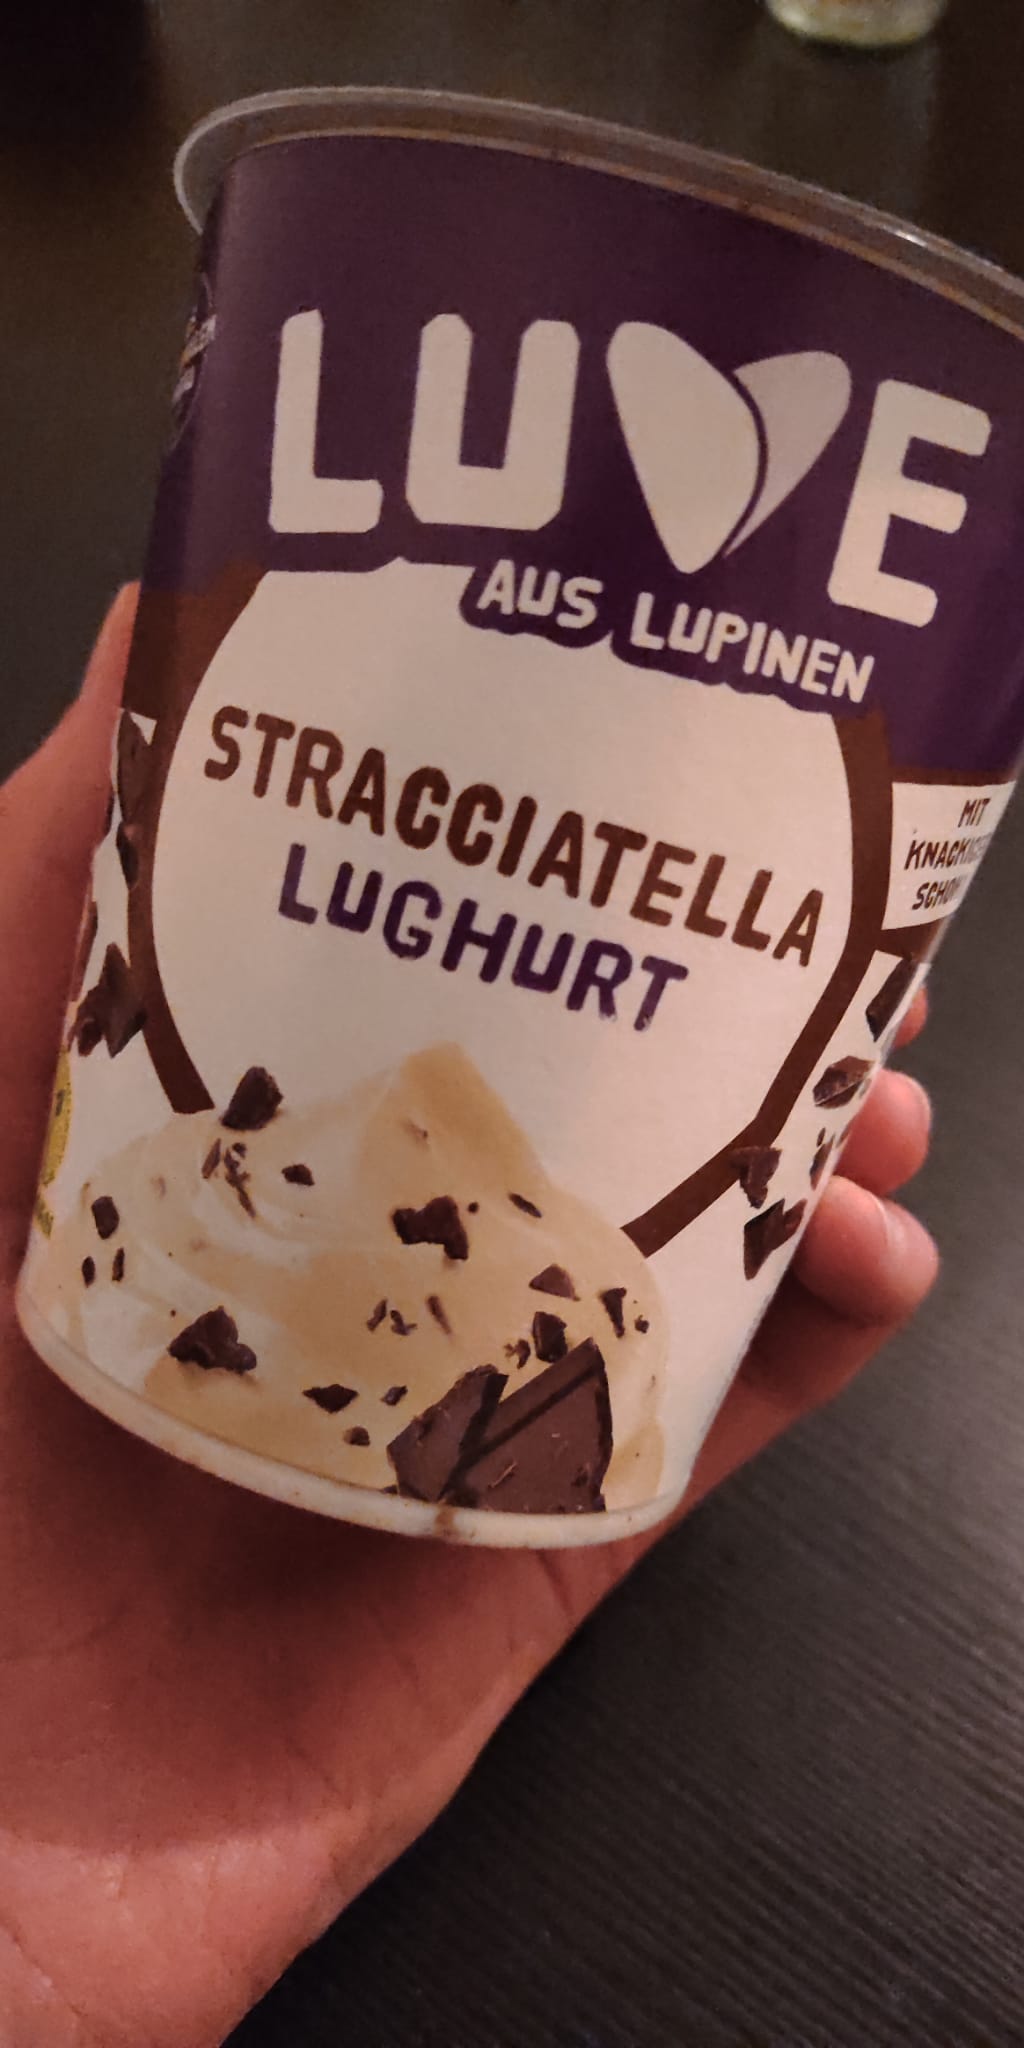 LUVE
AUS LUPINEN
STRACCIATELLA
LUGHURT
MIT